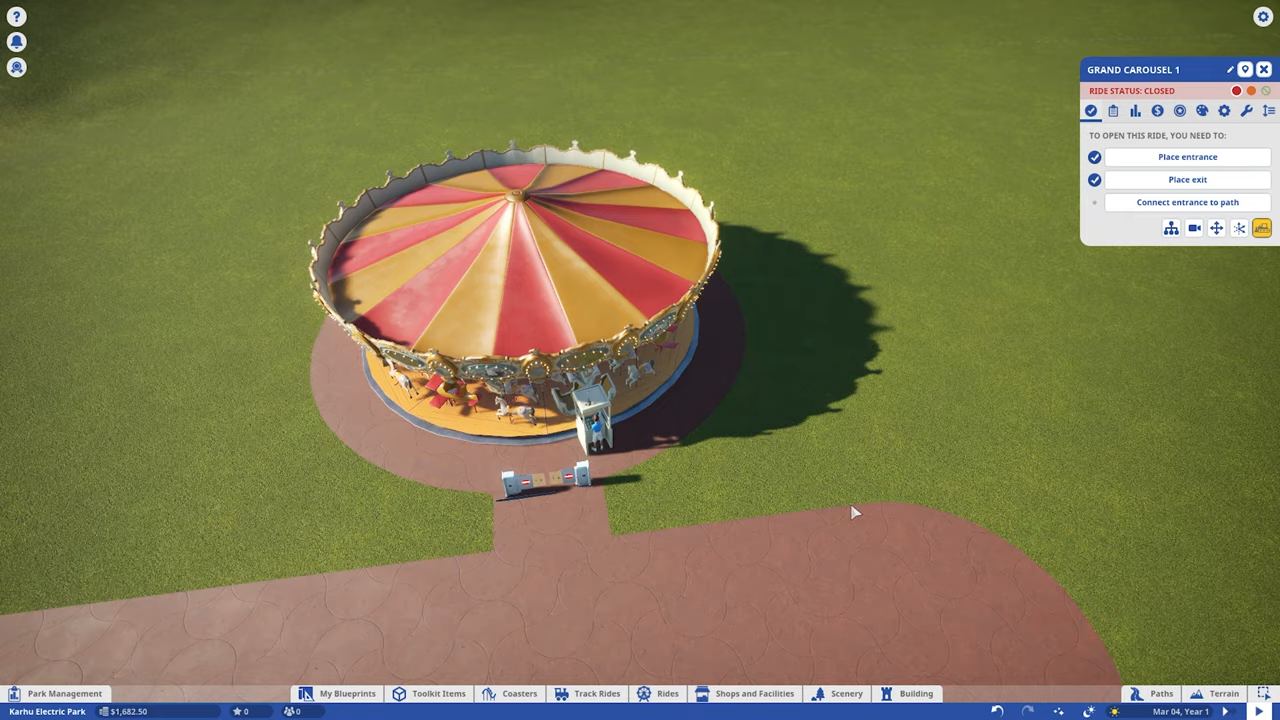 ?
GRAND CAROUSEL 1
RIDE STATUS: CLOSED
TO OPEN THIS RIDE, YOU NEED TO:
Place entrance
Place exit
Connect entrance to path
Park Management
My Blueprints
Toolkit Items
Coasters
Track Rides
Rides
Shops and Facilities
Scenery
Building
Paths
Terrain
Karhu Electric Park
$1,682.50
0
0
Mar 04, Year 1